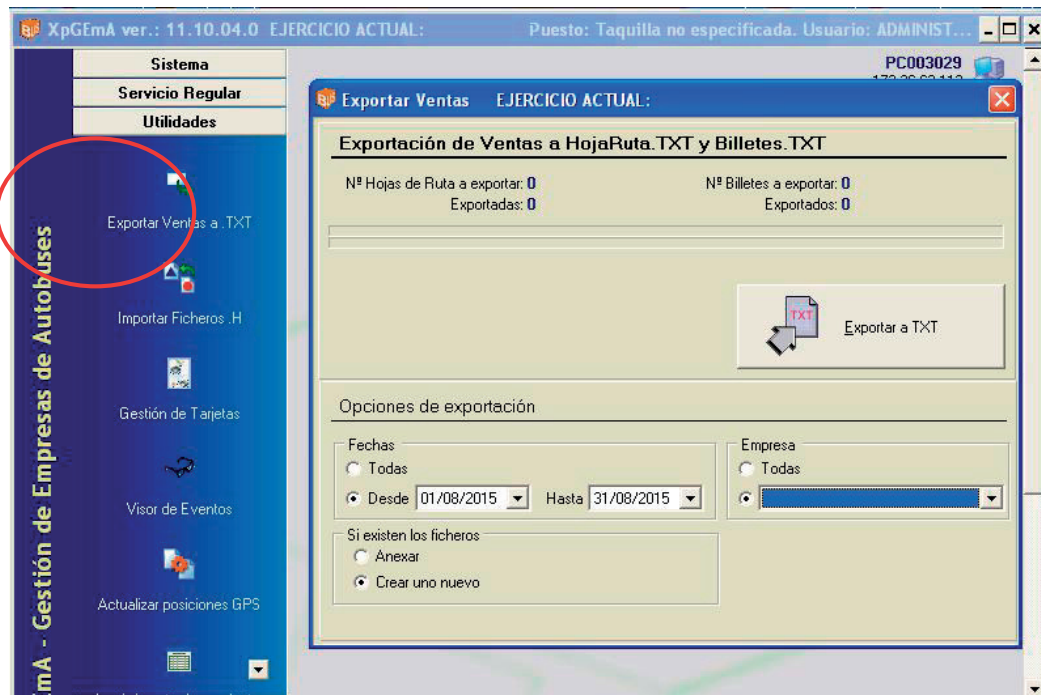 XpGEmA ver.: 11.10.04.0 EJERCICIO ACTUAL: Puesto: Taquilla no especificada. Usuario: ADMINIST...
Sistema
Servicio Regular
Utilidades
Exportar Ventas a .TXT
Importar Ficheros .H
Gestión de Tarjetas
Visor de Eventos
Actualizar posiciones GPS
EmA - Gestión de Empresas de Autobuses
PC003029
Exportar Ventas EJERCICIO ACTUAL:
Exportación de Ventas a HojaRuta.TXT y Billetes.TXT
Nº Hojas de Ruta a exportar: 0 Nº Billetes a exportar: 0
Exportadas: 0 Exportados: 0
TXT
Exportar a TXT
Opciones de exportación
Fechas
Todas
Desde 01/08/2015 Hasta 31/08/2015
Empresa
Todas
Si existen los ficheros
Anexar
Crear uno nuevo